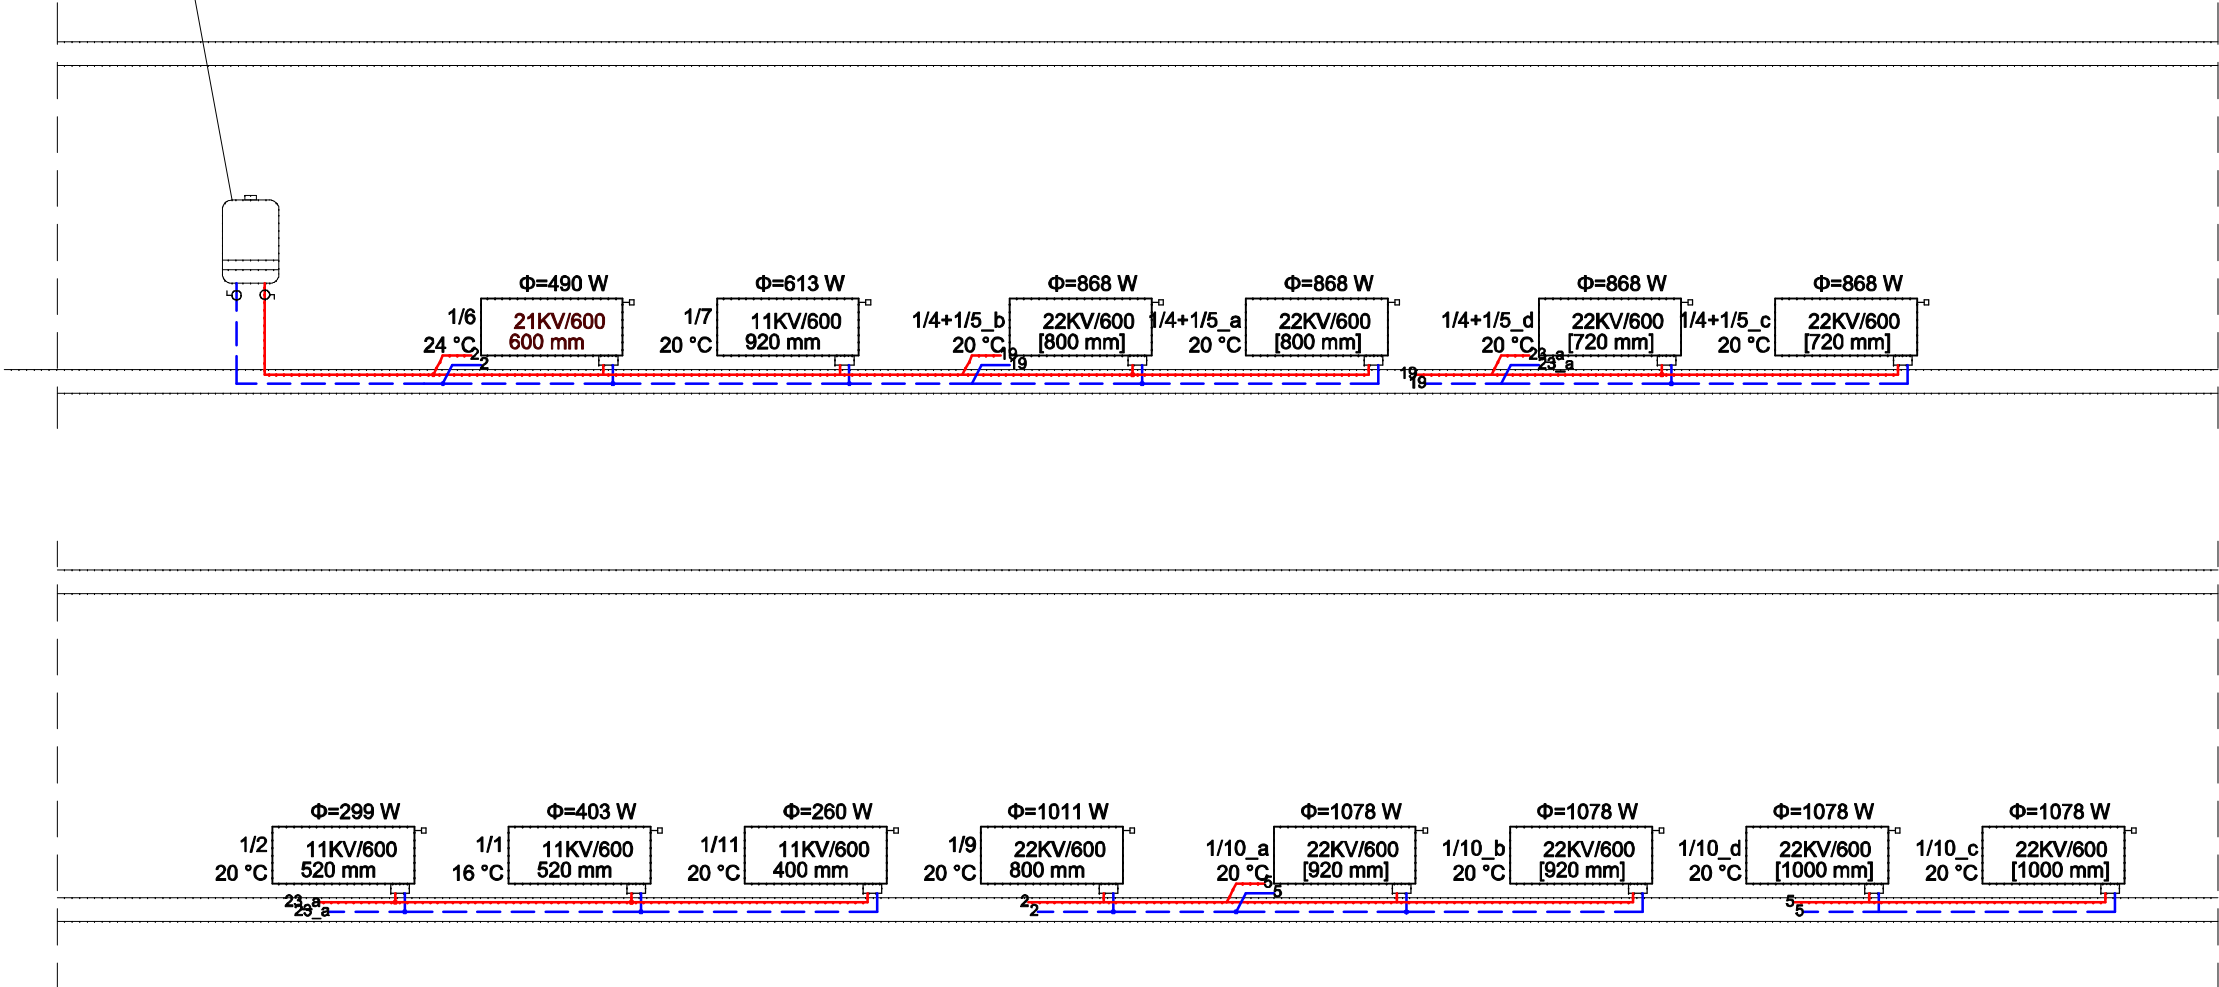 Φ=490 W
1/6
24 °C
21KV/600
600 mm
2
2
Φ=613 W
1/7
20 °C
11KV/600
920 mm
Φ=868 W
1/4+1/5_b
20 °C
22KV/600
[800 mm]
19
19
Φ=868 W
1/4+1/5_a
20 °C
22KV/600
[800 mm]
19
19
Φ=868 W
1/4+1/5_d
20 °C
22KV/600
[720 mm]
23_a
23_a
Φ=868 W
1/4+1/5_c
20 °C
22KV/600
[720 mm]
Φ=299 W
1/2
20 °C
11KV/600
520 mm
23_a
23_a
Φ=403 W
1/1
16 °C
11KV/600
520 mm
Φ=260 W
1/11
20 °C
11KV/600
400 mm
Φ=1011 W
1/9
20 °C
22KV/600
800 mm
2
2
Φ=1078 W
1/10_a
20 °C
22KV/600
[920 mm]
5
5
Φ=1078 W
1/10_b
20 °C
22KV/600
[920 mm]
Φ=1078 W
1/10_d
20 °C
22KV/600
[1000 mm]
5
5
Φ=1078 W
1/10_c
20 °C
22KV/600
[1000 mm]